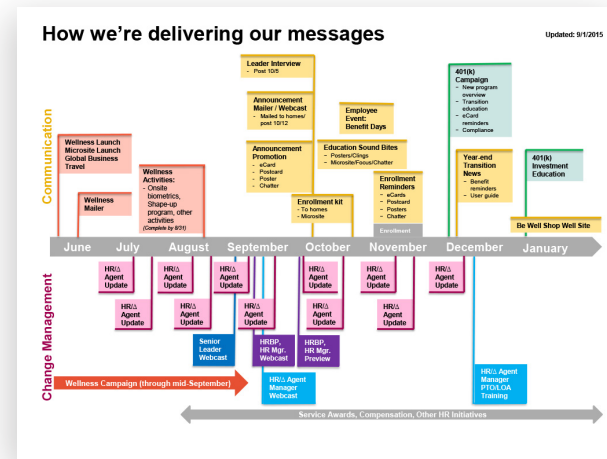 How we're delivering our messages
Updated: 9/1/2015
Communication
Leader Interview
- Post 10/5
Announcement
Mailer / Webcast
- Mailed to homes/
post 10/12
Announcement
Promotion
- eCard
- Postcard
- Poster
- Chatter
Employee
Event:
Benefit Days
Education Sound Bites
- Posters/Clings
- Microsite/Focus/Chatter
Enrollment kit
- To homes
- Microsite
Enrollment
Reminders
- eCards
- Postcard
- Posters
- Chatter
Enrollment
401(k)
Campaign
- New program
overview
- Transition
education
- eCard
reminders
- Compliance
Year-end
Transition
News
- Benefit
reminders
- User guide
401(k)
Investment
Education
Be Well Shop Well Site
Wellness Launch
Microsite Launch
Global Business
Travel
Wellness
Mailer
Wellness
Activities:
- Onsite
biometrics,
Shape-up
program, other
activities
(Complete by 8/31)
June July August September October November December January
Change Management
HR/Δ
Agent
Update
HR/Δ
Agent
Update
HR/Δ
Agent
Update
HR/Δ
Agent
Update
HR/Δ
Agent
Update
HR/Δ
Agent
Update
HR/Δ
Agent
Update
HR/Δ
Agent
Update
HR/Δ
Agent
Update
HR/Δ
Agent
Update
HR/Δ
Agent
Update
Senior
Leader
Webcast
HRBP,
HR Mgr.
Webcast
HRBP,
HR Mgr.
Preview
HR/Δ Agent
Manager
Webcast
HR/Δ Agent
Manager
PTO/LOA
Training
Wellness Campaign (through mid-September)
Service Awards, Compensation, Other HR Initiatives